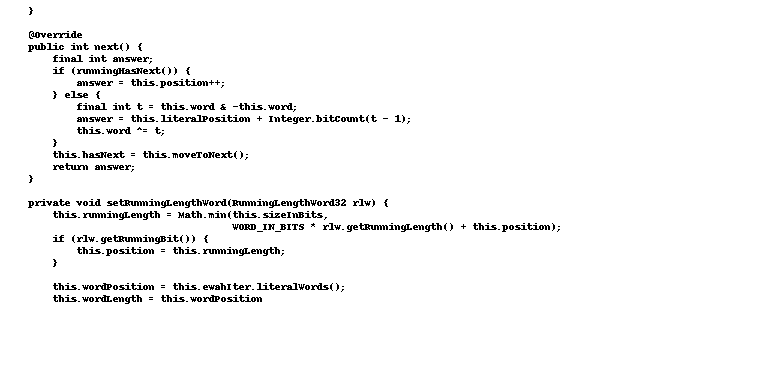 }

@Override
public int next() {
final int answer;
if (runningHasNext()) {
answer = this.position++;
} else {
final int t = this.word & -this.word;
answer = this.literalPosition + Integer.bitCount(t - 1);
this.word ^= t;
}
this.hasNext = this.moveToNext();
return answer;
}

private void setRunningLengthWord(RunningLengthWord32 rlw) {
this.runningLength = Math.min(this.sizeInBits,
WORD_IN_BITS * rlw.getRunningLength() + this.position);
if (rlw.getRunningBit()) {
this.position = this.runningLength;
}

this.wordPosition = this.ewahIter.literalWords();
this.wordLength = this.wordPosition